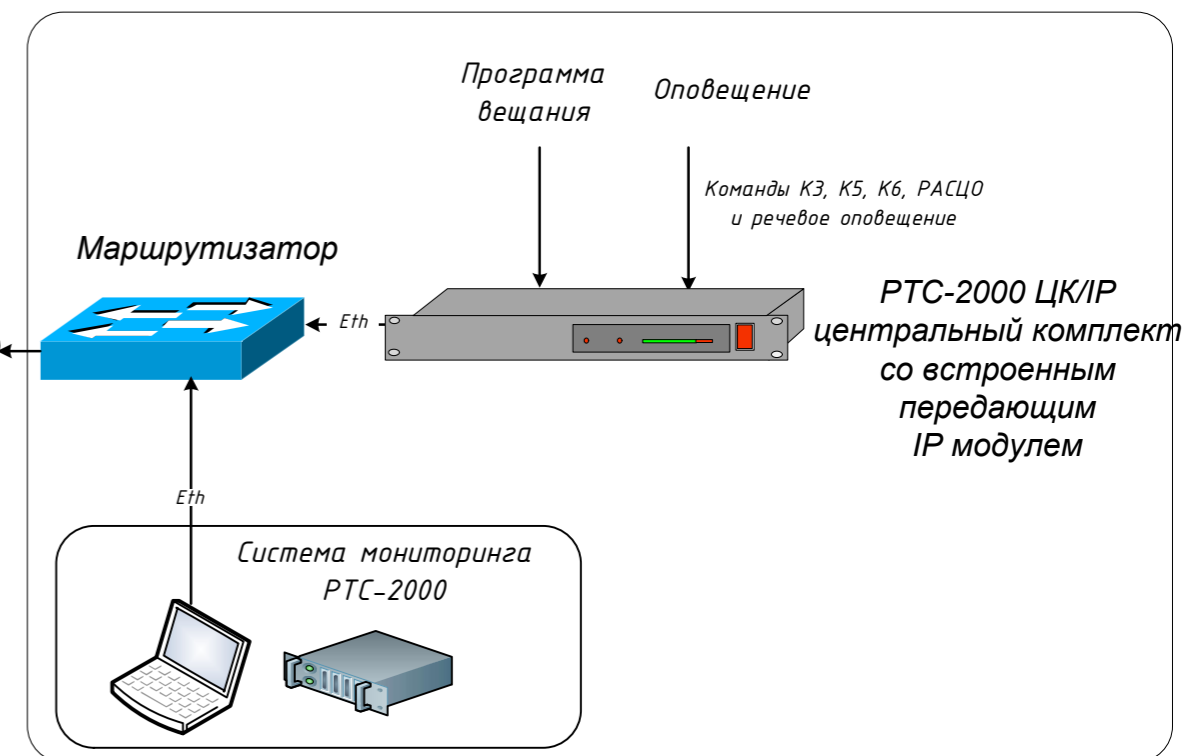 Программа
вещания
Оповещение
Команды К3, К5, К6, РАСЦО
и речевое оповещение
Маршрутизатор
Eth
РТС-2000 ЦК/IP
центральный комплект
со встроенным
передающим
IP модулем
Eth
Система мониторинга
РТС-2000